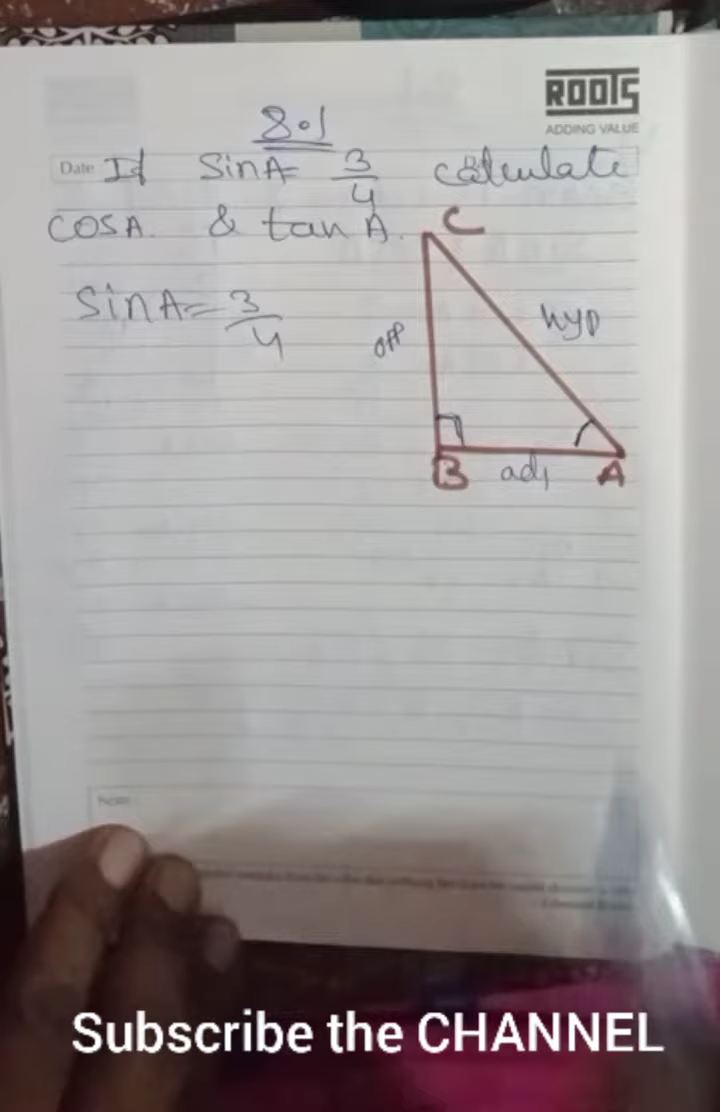 ROOTS
ADDING VALUE
8.1
Date If SinA= 3/4 calculate
COSA. & tan A.
SinA= 3/4
C
opp
hyp
B adj A
Note :
Subscribe the CHANNEL